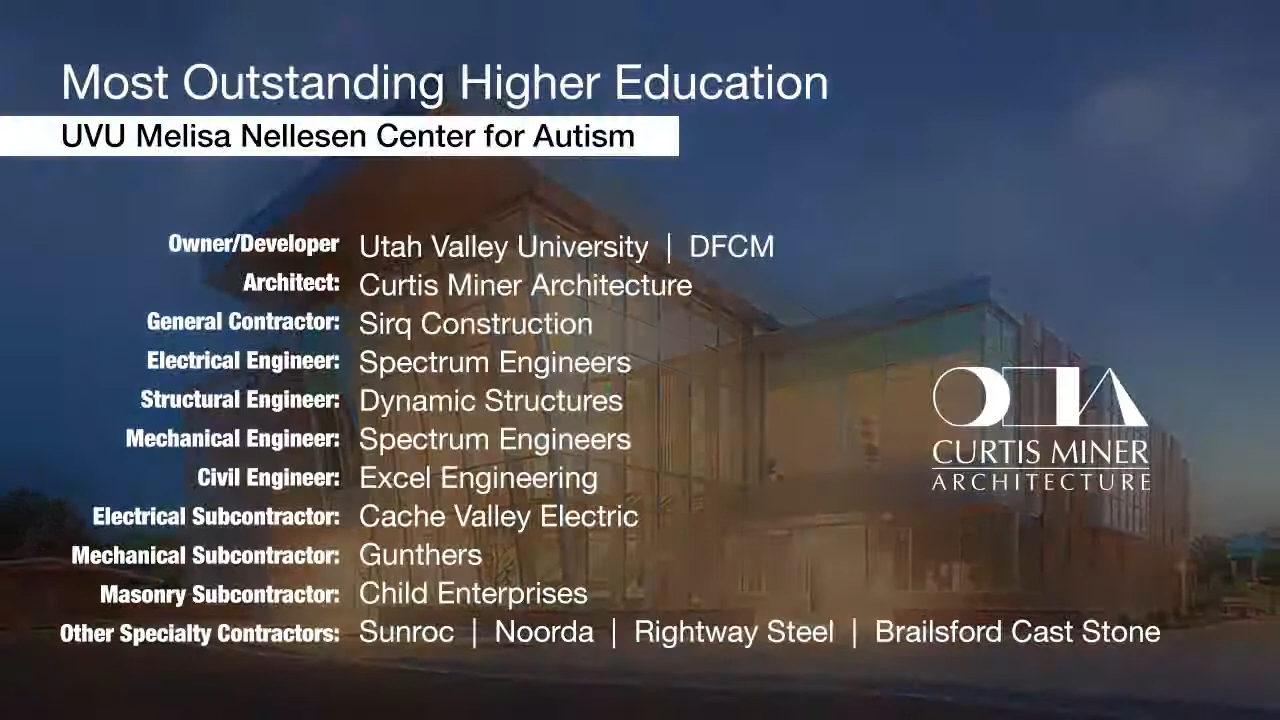 Most Outstanding Higher Education
UVU Melisa Nellesen Center for Autism
Owner/Developer Utah Valley University | DFCM
Architect: Curtis Miner Architecture
General Contractor: Sirq Construction
Electrical Engineer: Spectrum Engineers
Structural Engineer: Dynamic Structures
Mechanical Engineer: Spectrum Engineers
Civil Engineer: Excel Engineering
Electrical Subcontractor: Cache Valley Electric
Mechanical Subcontractor: Gunthers
Masonry Subcontractor: Child Enterprises
Other Specialty Contractors: Sunroc | Noorda | Rightway Steel | Brailsford Cast Stone
CURTIS MINER
ARCHITECTURE